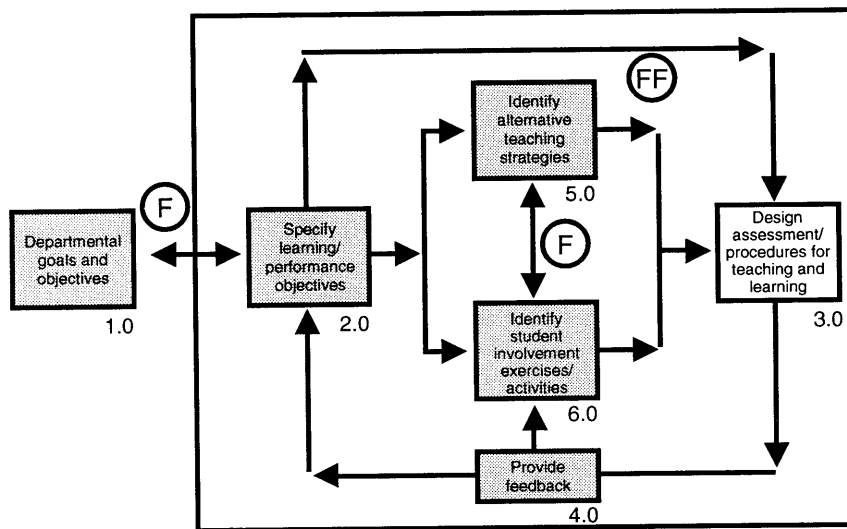 FF
Identify
alternative
teaching
strategies
5.0
F
Departmental
goals and
objectives
1.0
Specify
learning/
performance
objectives
2.0
F
Design
assessment/
procedures for
teaching and
learning
3.0
Identify
student
involvement
exercises/
activities
6.0
Provide
feedback
4.0